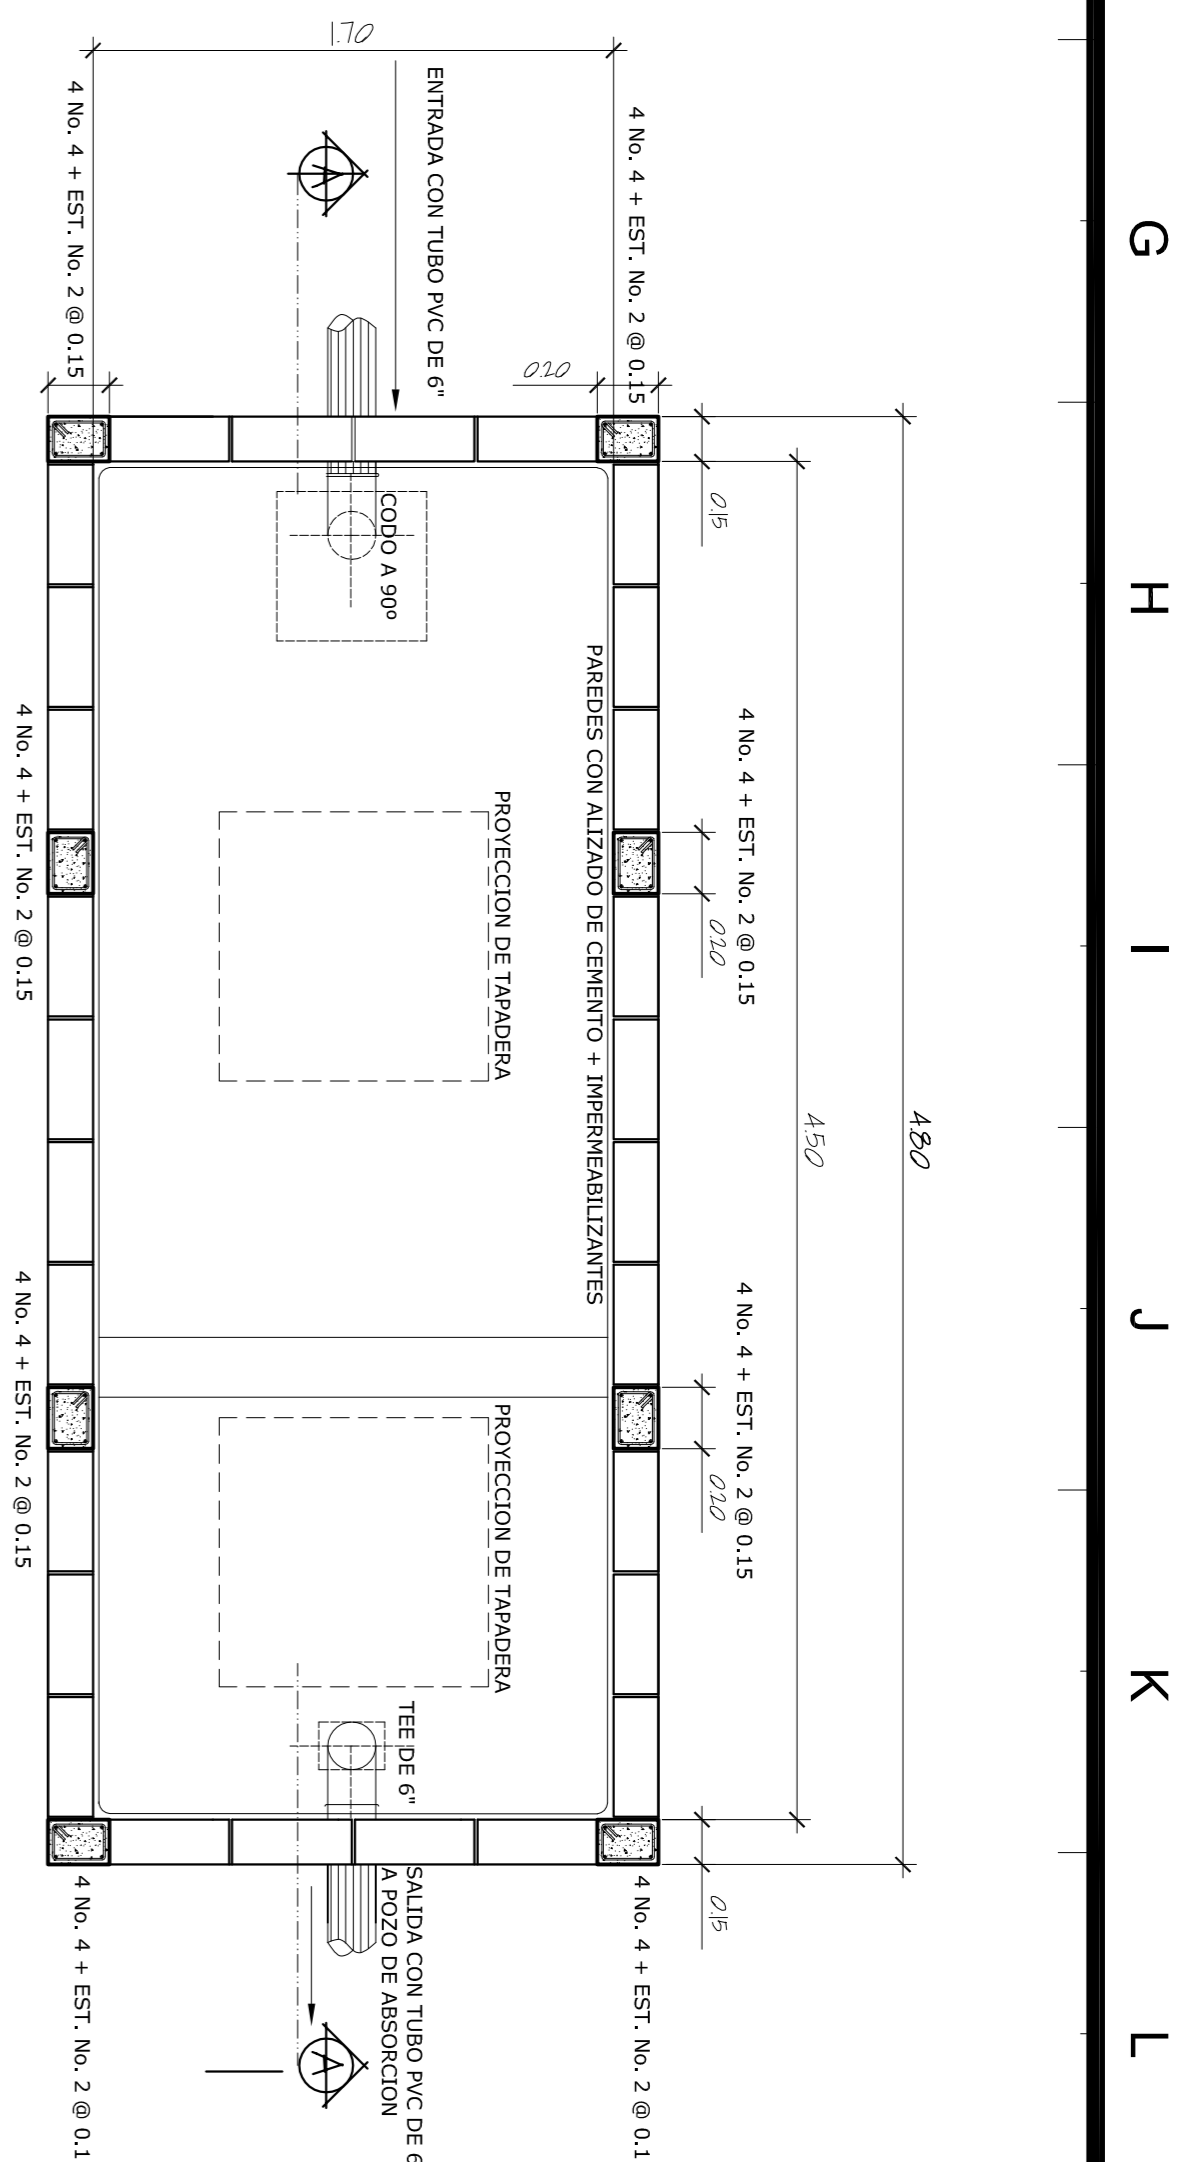 G
H
I
J
K
L
4.80
4.50
0.15
0.20
0.20
0.15
4 No. 4 + EST. No. 2 @ 0.15
4 No. 4 + EST. No. 2 @ 0.15
4 No. 4 + EST. No. 2 @ 0.15
4 No. 4 + EST. No. 2 @ 0.1
0.20
1.70
PAREDES CON ALIZADO DE CEMENTO + IMPERMEABILIZANTES
ENTRADA CON TUBO PVC DE 6"
PROYECCION DE TAPADERA
PROYECCION DE TAPADERA
CODO A 90º
TEE DE 6"
SALIDA CON TUBO PVC DE 6
A POZO DE ABSORCION
A
A
4 No. 4 + EST. No. 2 @ 0.15
4 No. 4 + EST. No. 2 @ 0.15
4 No. 4 + EST. No. 2 @ 0.15
4 No. 4 + EST. No. 2 @ 0.1